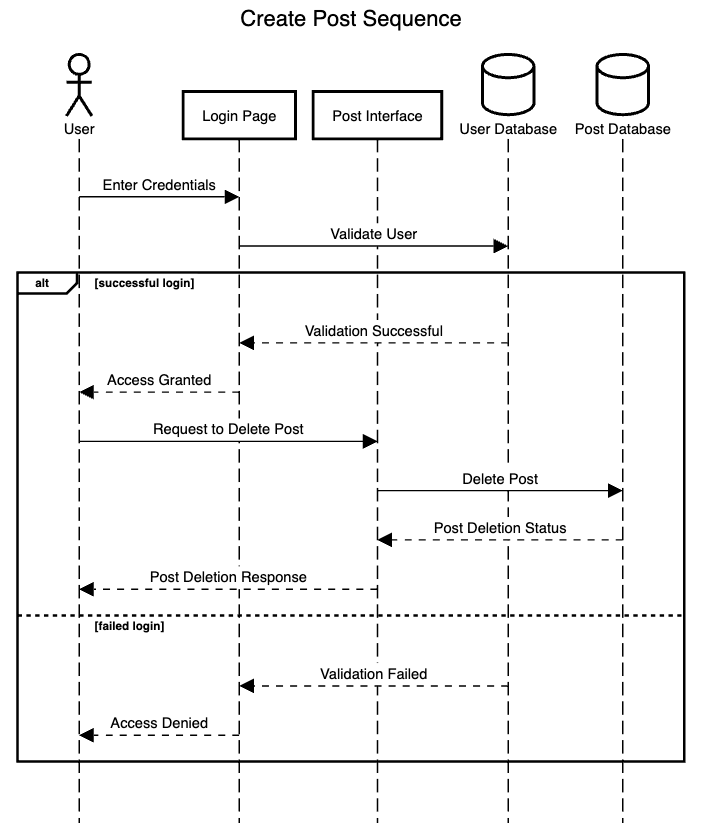 Create Post Sequence
User
Login Page
Post Interface
User Database
Post Database
Enter Credentials
Validate User
alt
[successful login]
Validation Successful
Access Granted
Request to Delete Post
Delete Post
Post Deletion Status
Post Deletion Response
[failed login]
Validation Failed
Access Denied